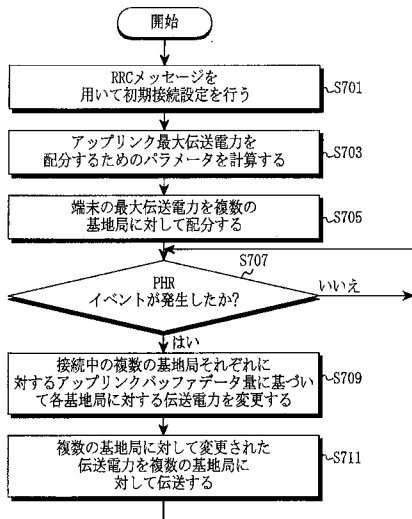 開始
RRCメッセージを
用いて初期接続設定を行う
S701
アップリンク最大伝送電力を
配分するためのパラメータを計算する
S703
端末の最大伝送電力を複数の
基地局に対して配分する
S705
S707
PHR
イベントが発生したか?
いいえ
はい
接続中の複数の基地局それぞれに
対するアップリンクバッファデータ量に基づいて
各基地局に対する伝送電力を変更する
S709
複数の基地局に対して変更された
伝送電力を複数の基地局に
対して伝送する
S711